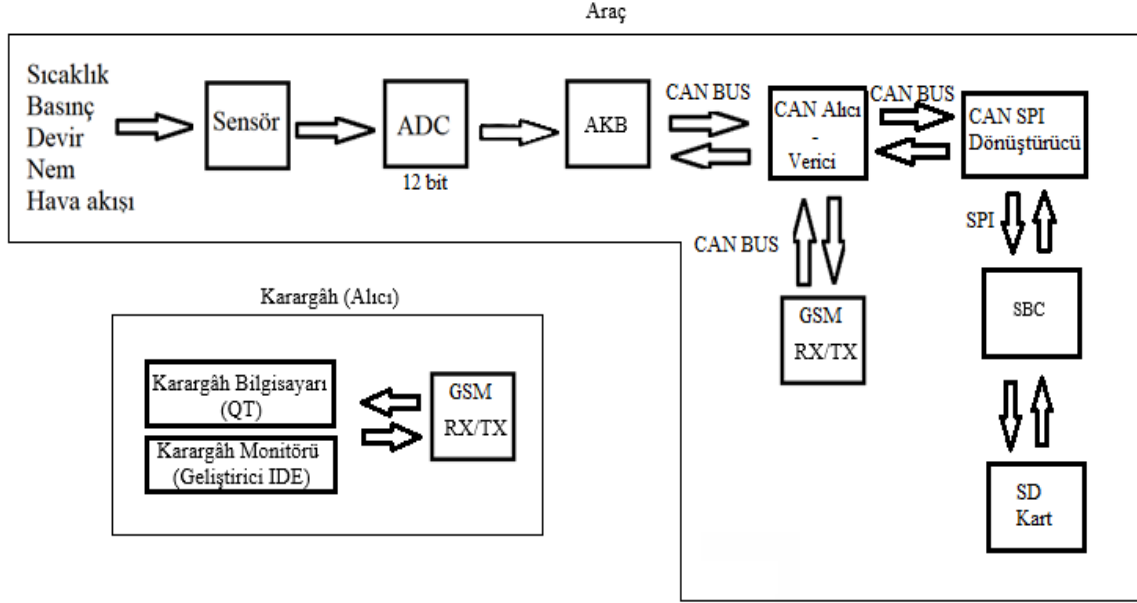 Araç
Sıcaklık
Basınç
Devir
Nem
Hava akışı
Sensör
ADC
12 bit
AKB
CAN BUS
CAN Alıcı
-
Verici
CAN BUS
CAN SPI
Dönüştürücü
CAN BUS
GSM
RX/TX
SPI
SBC
SD
Kart
Karargâh (Alıcı)
Karargâh Bilgisayarı
(QT)
Karargâh Monitörü
(Geliştirici IDE)
GSM
RX/TX